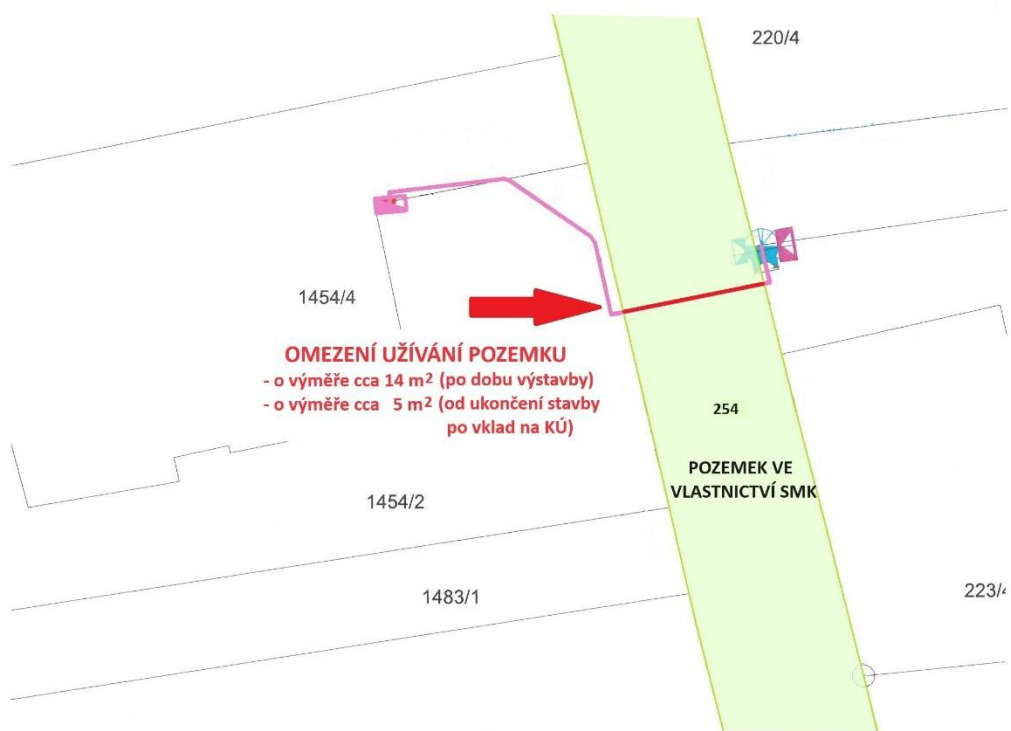 220/4
1454/4
OMEZENÍ UŽÍVÁNÍ POZEMKU
- o výměře cca 14 m² (po dobu výstavby)
- o výměře cca 5 m² (od ukončení stavby
po vklad na KÚ)
254
POZEMEK VE
VLASTNICTVÍ SMK
1454/2
1483/1
223/4